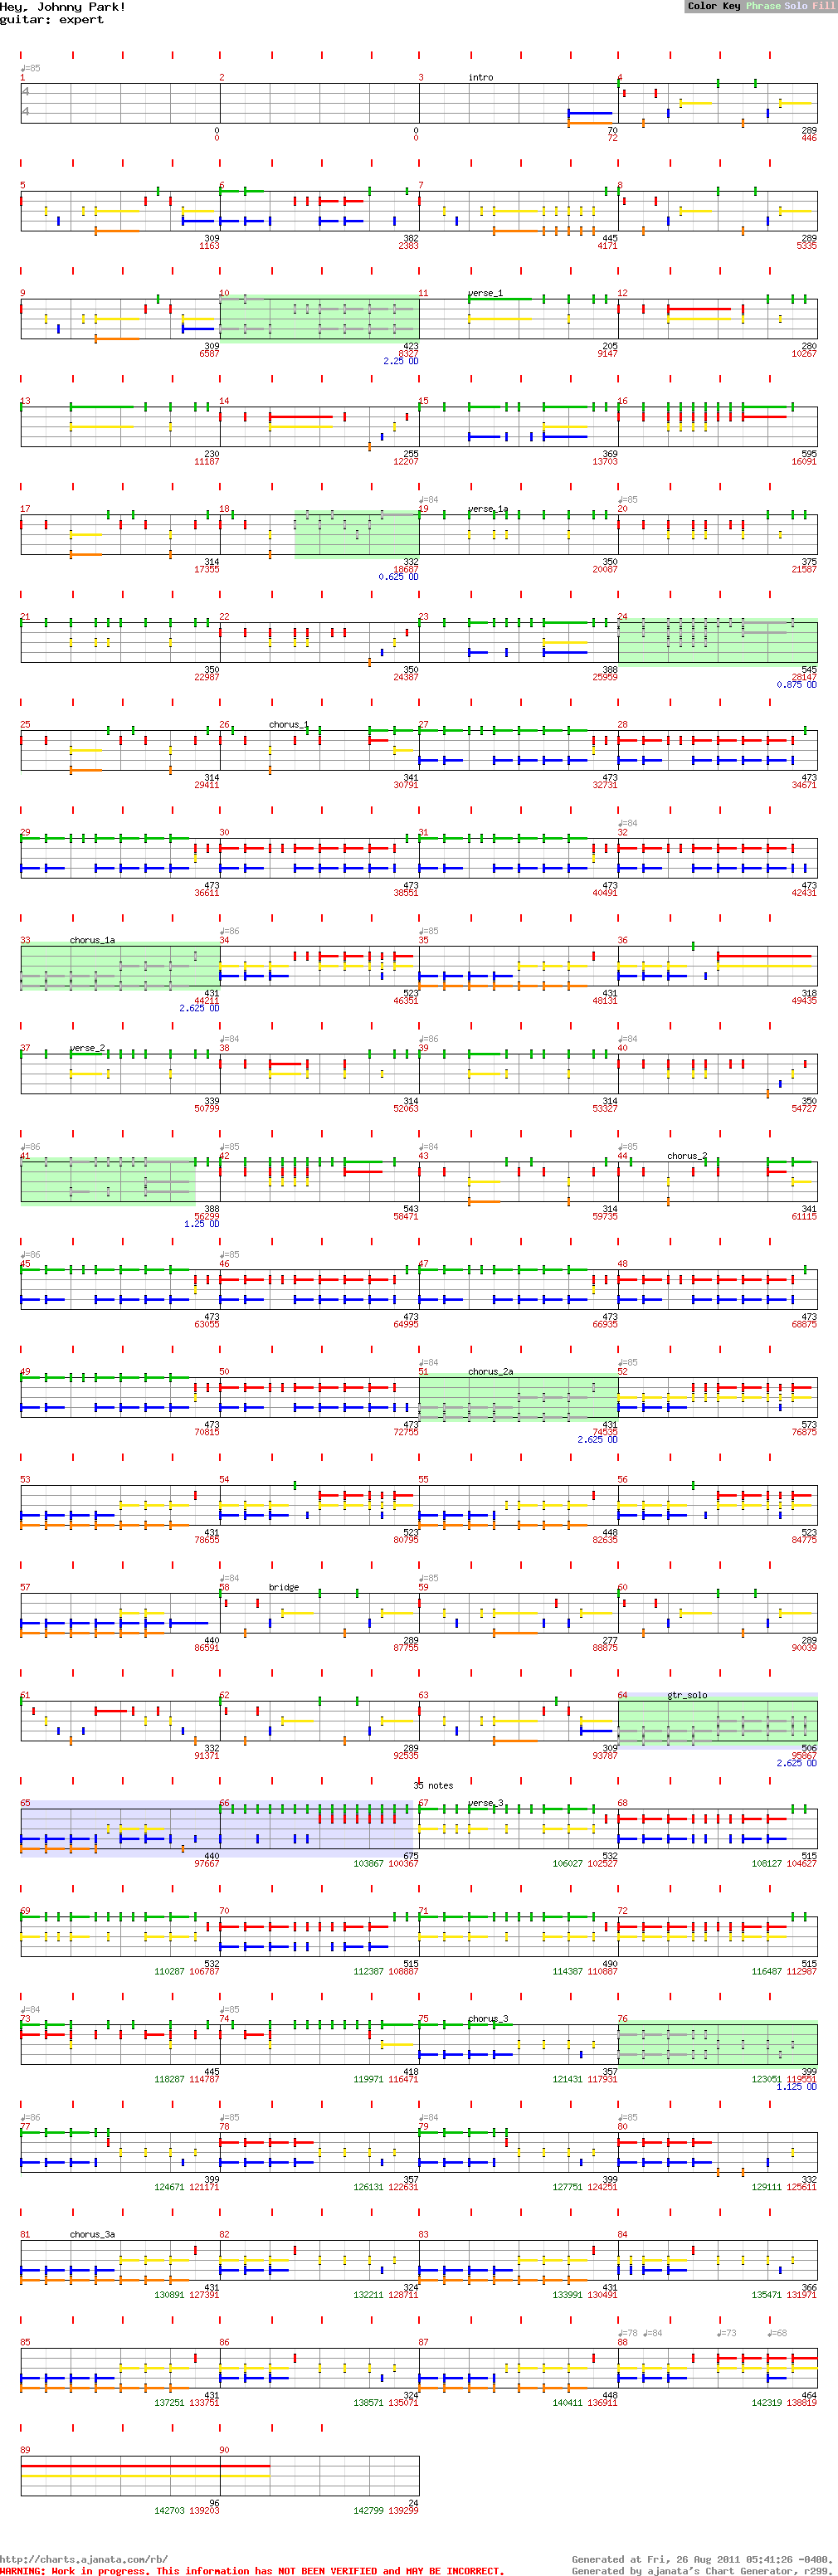 Hey, Johnny Park!
Color Key Phrase Solo Fill
guitar: expert
♩=85
1 2 3 intro 4
4
4
0 0 70 289
0 0 72 446
5 6 7 8
309 382 445 289
1163 2383 4171 5335
9 10 11 verse_1 12
309 423 205 280
6587 8327 9147 10267
2.25 OD
13 14 15 16
230 255 369 595
11187 12207 13703 16091
♩=84 ♩=85
17 18 19 verse_1a 20
314 332 350 375
17355 18687 20087 21587
0.625 OD
21 22 23 24
350 350 388 545
22987 24387 25959 28147
0.875 OD
25 26 chorus_1 27 28
314 341 473 473
29411 30791 32731 34671
♩=84
29 30 31 32
473 473 473 473
36611 38551 40491 42431
♩=86 ♩=85
33 chorus_1a 34 35 36
431 523 431 318
44211 46351 48131 49435
2.625 OD
♩=84 ♩=86 ♩=84
37 verse_2 38 39 40
339 314 314 350
50799 52063 53327 54727
♩=86 ♩=85 ♩=84 ♩=85
41 42 43 44 chorus_2
388 543 314 341
56299 58471 59735 61115
1.25 OD
♩=86 ♩=85
45 46 47 48
473 473 473 473
63055 64995 66935 68875
♩=84 ♩=85
49 50 51 chorus_2a 52
473 473 431 573
70815 72755 74535 76875
2.625 OD
53 54 55 56
431 523 448 523
78655 80795 82635 84775
♩=84 ♩=85
57 58 bridge 59 60
440 289 277 289
86591 87755 88875 90039
61 62 63 64 gtr_solo
332 289 309 506
91371 92535 93787 95867
2.625 OD
35 notes
65 66 67 verse_3 68
440 675 532 515
97667 103867 100367 106027 102527 108127 104627
69 70 71 72
532 515 490 515
110287 106787 112387 108887 114387 110887 116487 112987
♩=84 ♩=85
73 74 75 chorus_3 76
445 418 357 399
118287 114787 119971 116471 121431 117931 123051 119551
1.125 OD
♩=86 ♩=85 ♩=84 ♩=85
77 78 79 80
399 357 399 332
124671 121171 126131 122631 127751 124251 129111 125611
81 chorus_3a 82 83 84
431 324 431 366
130891 127391 132211 128711 133991 130491 135471 131971
♩=78 ♩=84 ♩=73 ♩=68
85 86 87 88
431 324 448 464
137251 133751 138571 135071 140411 136911 142319 138819
89 90
96 24
142703 139203 142799 139299
http://charts.ajanata.com/rb/
Generated at Fri, 26 Aug 2011 05:41:26 -0400.
WARNING: Work in progress. This information has NOT BEEN VERIFIED and MAY BE INCORRECT.
Generated by ajanata's Chart Generator, r299.